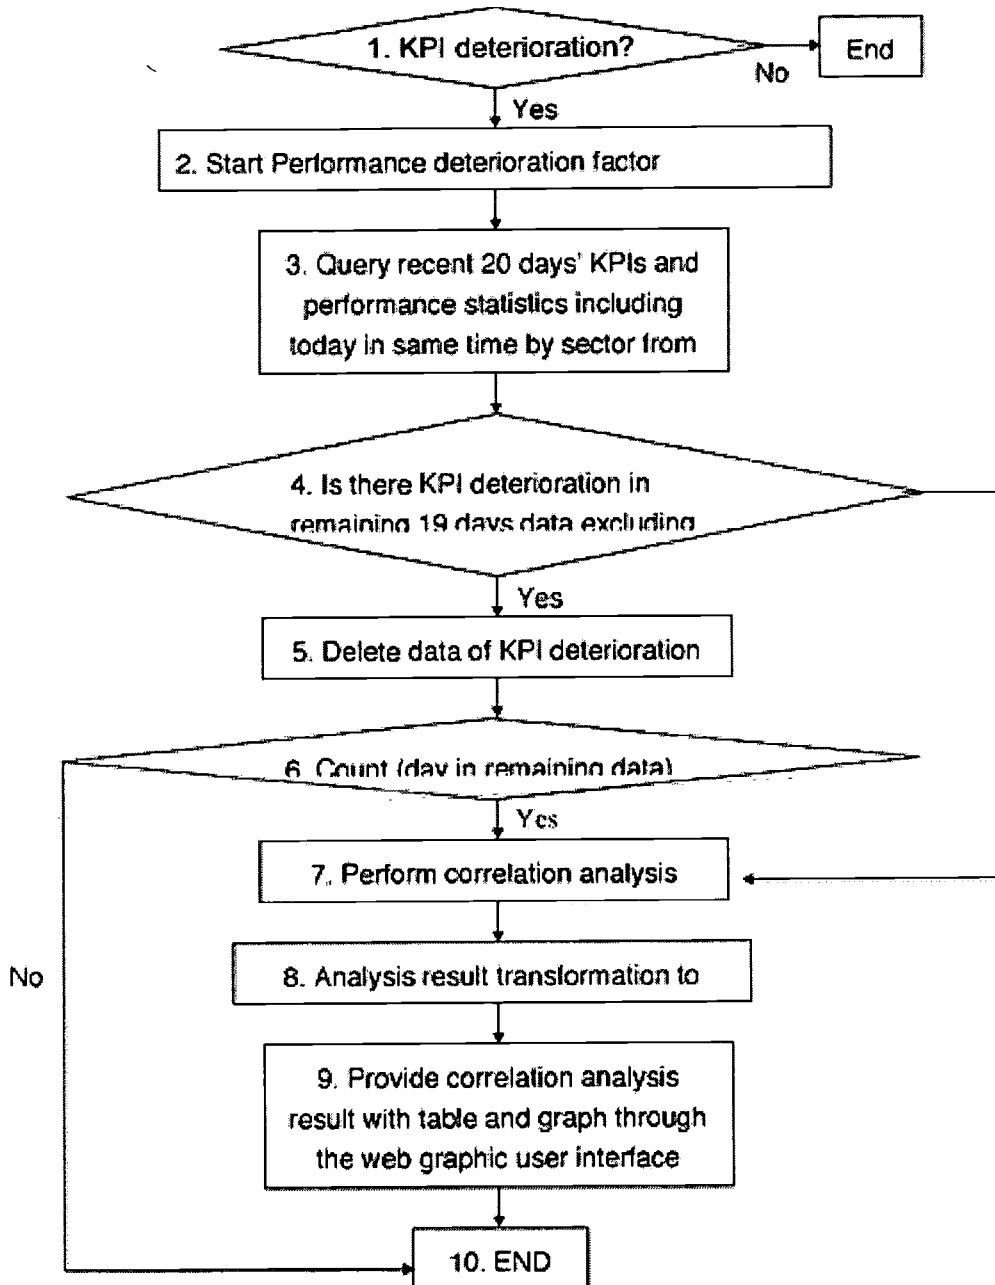 1. KPI deterioration?
End
No
Yes
2. Start Performance deterioration factor
3. Query recent 20 days' KPIs and
performance statistics including
today in same time by sector from
4. Is there KPI deterioration in
remaining 19 days data excluding
Yes
5. Delete data of KPI deterioration
6. Count (day in remaining data)
Yes
7. Perform correlation analysis
No
8. Analysis result transformation to
9. Provide correlation analysis
result with table and graph through
the web graphic user interface
10. END